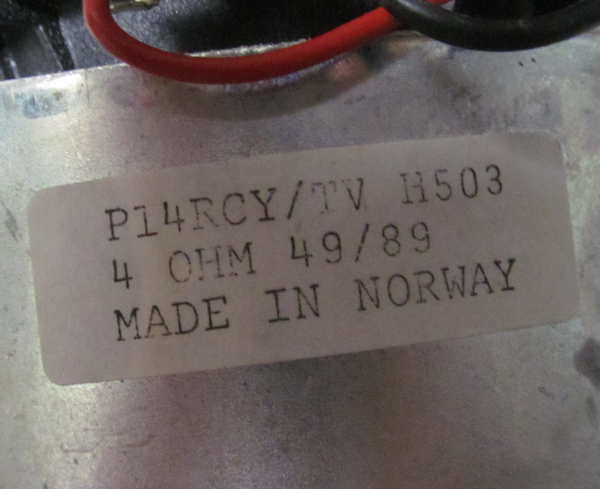 P14RCY/TV H503
4 OHM 49/89
MADE IN NORWAY